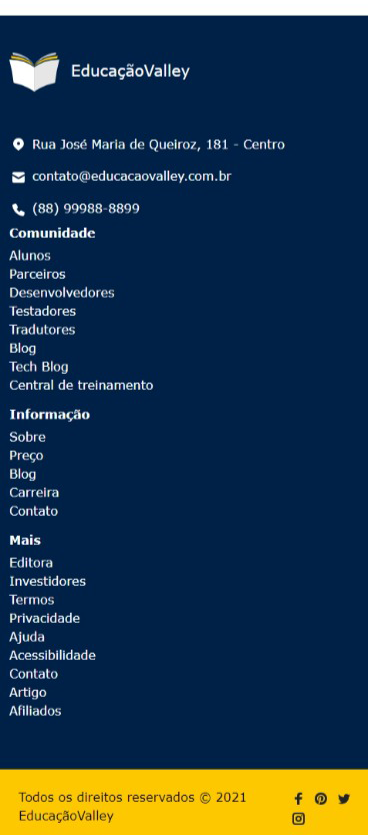 EducaçãoValley
Rua José Maria de Queiroz, 181 - Centro
contato@educacaovalley.com.br
(88) 99988-8899
Comunidade
Alunos
Parceiros
Desenvolvedores
Testadores
Tradutores
Blog
Tech Blog
Central de treinamento
Informação
Sobre
Preço
Blog
Carreira
Contato
Mais
Editora
Investidores
Termos
Privacidade
Ajuda
Acessibilidade
Contato
Artigo
Afiliados
Todos os direitos reservados © 2021
EducaçãoValley